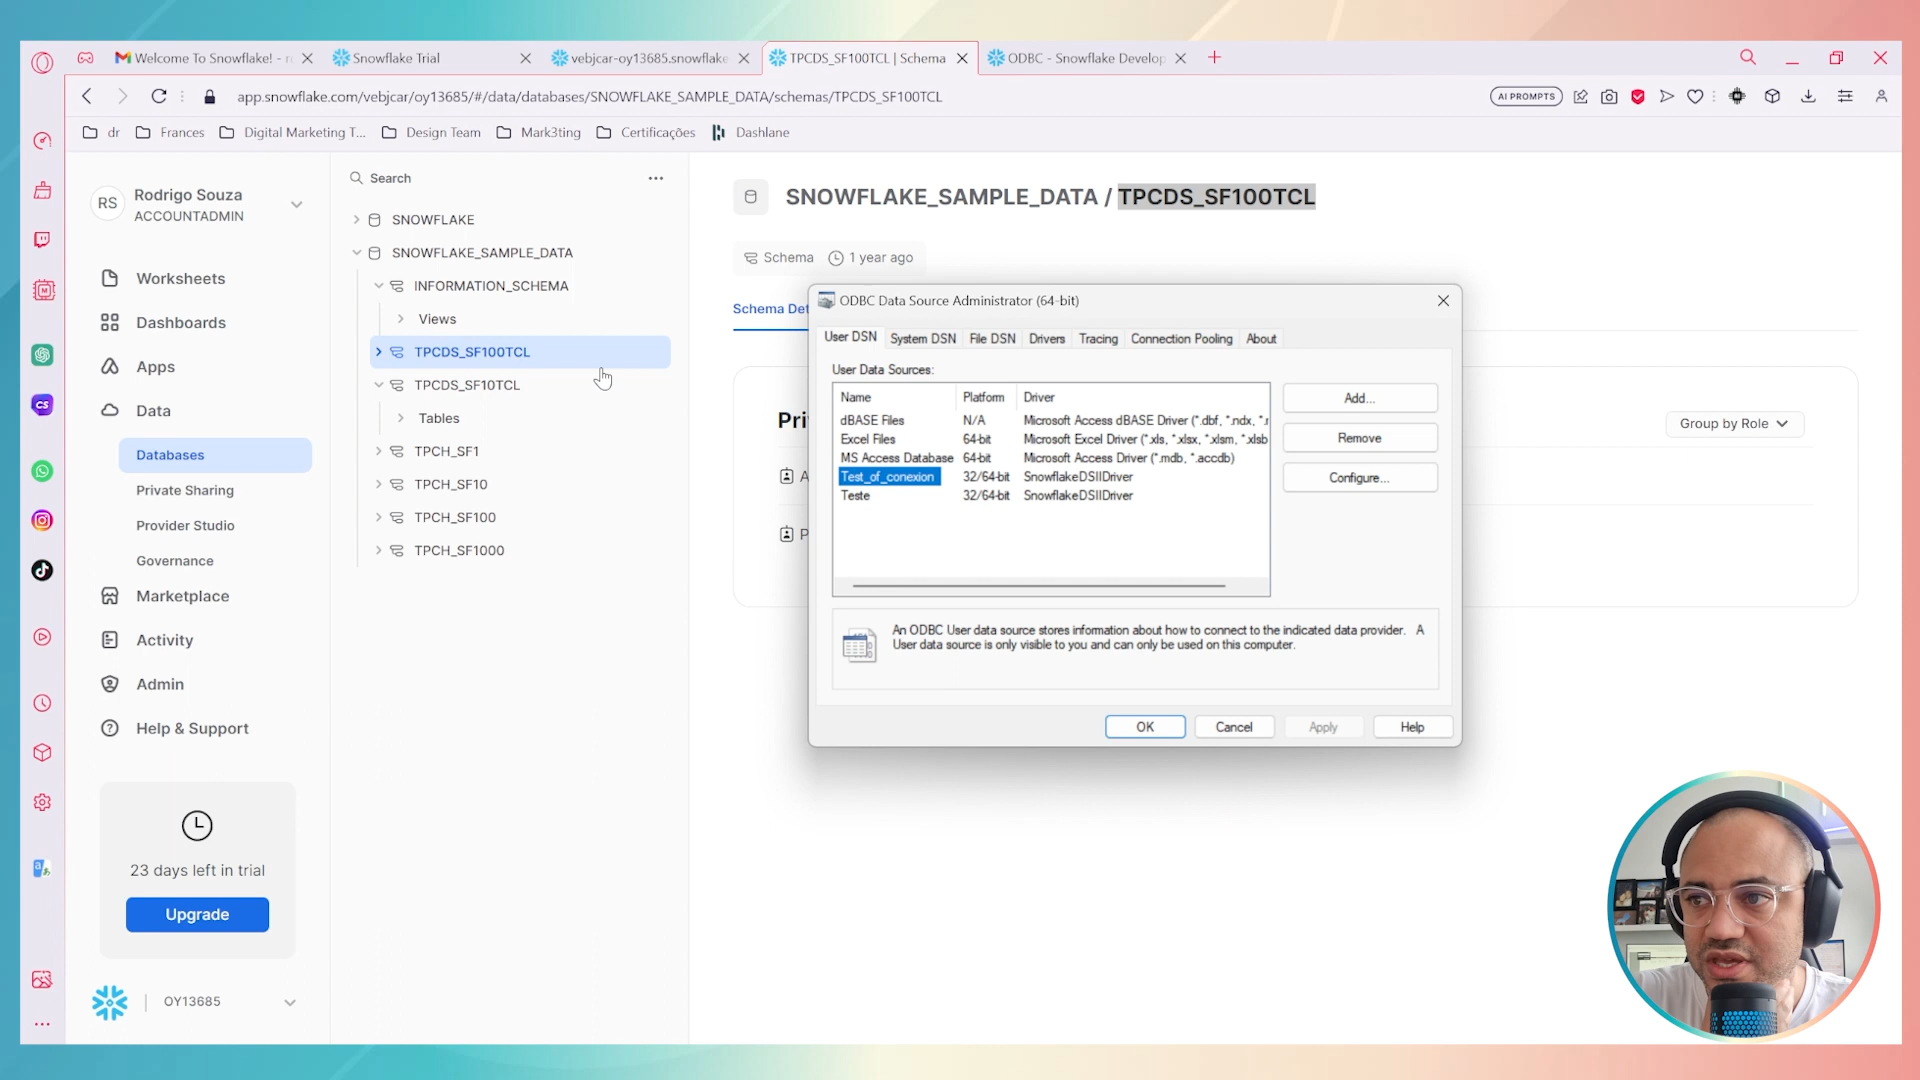 Welcome To Snowflake! - r
Snowflake Trial
vebjcar-oy13685.snowflake
TPCDS_SF100TCL | Schema
ODBC - Snowflake Develop
app.snowflake.com/vebjcar/oy13685/#/data/databases/SNOWFLAKE_SAMPLE_DATA/schemas/TPCDS_SF100TCL
AI PROMPTS
dr
Frances
Digital Marketing T...
Design Team
Mark3ting
Certificações
Dashlane
RS
Rodrigo Souza
ACCOUNTADMIN
Worksheets
Dashboards
Apps
Data
Databases
Private Sharing
Provider Studio
Governance
Marketplace
Activity
Admin
Help & Support
23 days left in trial
Upgrade
OY13685
CS
Search
SNOWFLAKE
SNOWFLAKE_SAMPLE_DATA
INFORMATION_SCHEMA
Views
TPCDS_SF100TCL
TPCDS_SF10TCL
Tables
TPCH_SF1
TPCH_SF10
TPCH_SF100
TPCH_SF1000
SNOWFLAKE_SAMPLE_DATA / TPCDS_SF100TCL
Schema
1 year ago
Schema Det
Pri
A
P
Group by Role
ODBC Data Source Administrator (64-bit)
User DSN
System DSN
File DSN
Drivers
Tracing
Connection Pooling
About
User Data Sources:
Name Platform Driver
dBASE Files N/A Microsoft Access dBASE Driver (*.dbf, *.ndx, *.r
Excel Files 64-bit Microsoft Excel Driver (*.xls, *.xlsx, *.xlsm, *.xlsb
MS Access Database 64-bit Microsoft Access Driver (*.mdb, *.accdb)
Test_of_conexion 32/64-bit SnowflakeDSIIDriver
Teste 32/64-bit SnowflakeDSIIDriver
Add...
Remove
Configure...
An ODBC User data source stores information about how to connect to the indicated data provider. A
User data source is only visible to you and can only be used on this computer.
OK
Cancel
Apply
Help